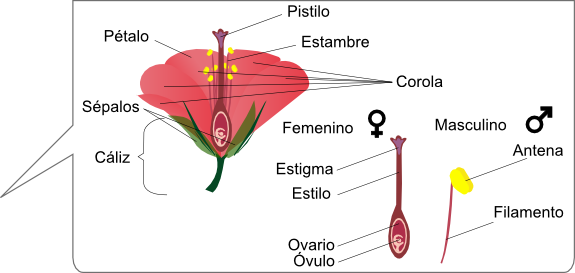 Pistilo
Pétalo
Estambre
Corola
Sépalos
Femenino
Masculino
Cáliz
Antena
Estigma
Estilo
Filamento
Ovario
Óvulo